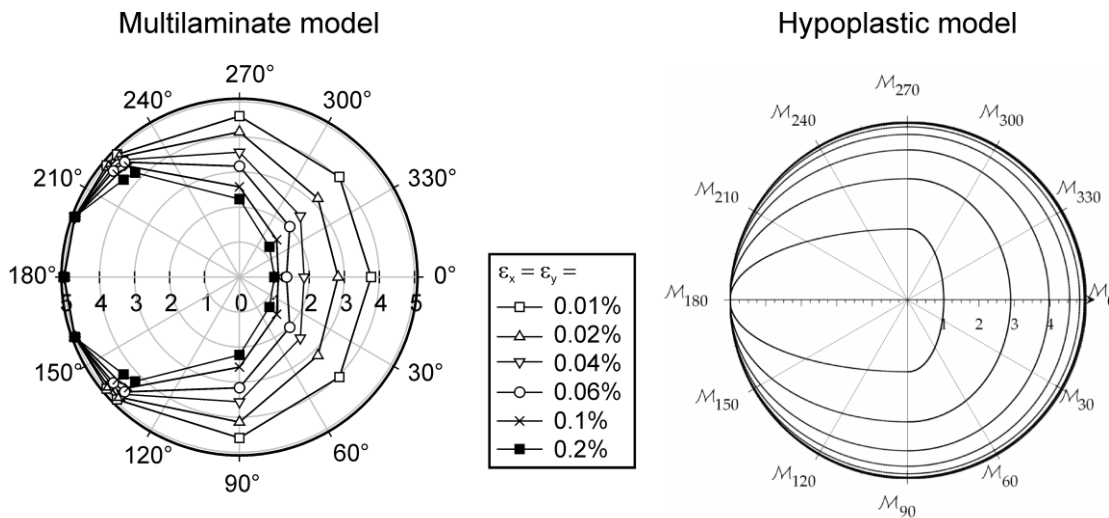 Multilaminate model
Hypoplastic model
270°
240°
300°
210°
330°
180°
5 4 3 2 1 0 1 2 3 4 5
0°
150°
30°
120°
60°
90°
εx = εy =
0.01%
0.02%
0.04%
0.06%
0.1%
0.2%
M270
M240
M300
M210
M330
M180
1 2 3 4
M150
M30
M120
M60
M90